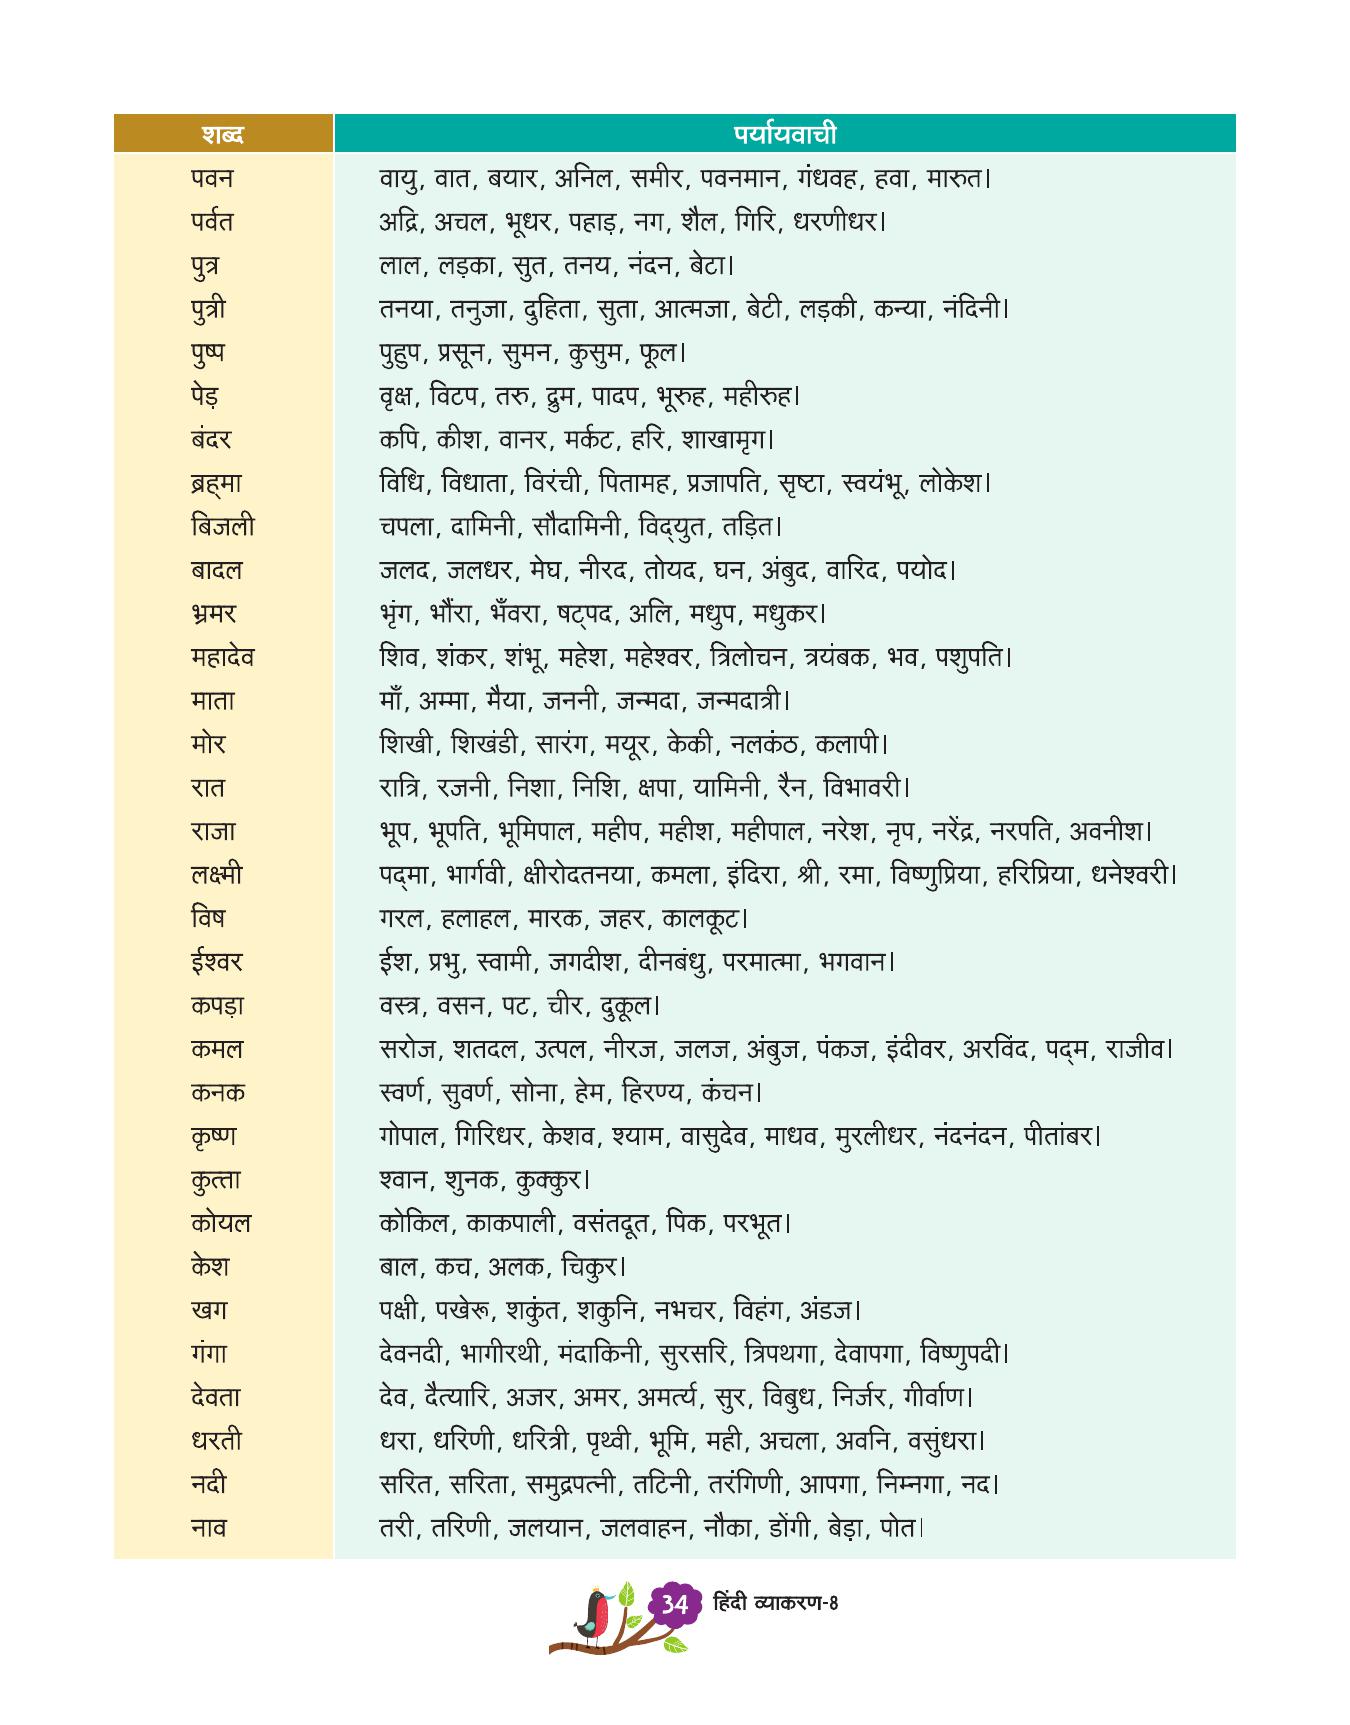 शब्द पर्यायवाची
पवन वायु, वात, बयार, अनिल, समीर, पवनमान, गंधवह, हवा, मारुत।
पर्वत अद्रि, अचल, भूधर, पहाड़, नग, शैल, गिरि, धरणीधर।
पुत्र लाल, लड़का, सुत, तनय, नंदन, बेटा।
पुत्री तनया, तनुजा, दुहिता, सुता, आत्मजा, बेटी, लड़की, कन्या, नंदिनी।
पुष्प पुहुप, प्रसून, सुमन, कुसुम, फूल।
पेड़ वृक्ष, विटप, तरु, द्रुम, पादप, भूरुह, महीरुह।
बंदर कपि, कीश, वानर, मर्कट, हरि, शाखामृग।
ब्रह्‌मा विधि, विधाता, विरंची, पितामह, प्रजापति, सृष्टा, स्वयंभू, लोकेश।
बिजली चपला, दामिनी, सौदामिनी, विद्‌युत, तड़ित।
बादल जलद, जलधर, मेघ, नीरद, तोयद, घन, अंबुद, वारिद, पयोद।
भ्रमर भृंग, भौंरा, भँवरा, षट्‌पद, अलि, मधुप, मधुकर।
महादेव शिव, शंकर, शंभू, महेश, महेश्वर, त्रिलोचन, त्रयंबक, भव, पशुपति।
माता माँ, अम्मा, मैया, जननी, जन्मदा, जन्मदात्री।
मोर शिखी, शिखंडी, सारंग, मयूर, केकी, नलकंठ, कलापी।
रात रात्रि, रजनी, निशा, निशि, क्षपा, यामिनी, रैन, विभावरी।
राजा भूप, भूपति, भूमिपाल, महीप, महीश, महीपाल, नरेश, नृप, नरेंद्र, नरपति, अवनीश।
लक्ष्मी पद्‌मा, भार्गवी, क्षीरोदतनया, कमला, इंदिरा, श्री, रमा, विष्णुप्रिया, हरिप्रिया, धनेश्वरी।
विष गरल, हलाहल, मारक, जहर, कालकूट।
ईश्वर ईश, प्रभु, स्वामी, जगदीश, दीनबंधु, परमात्मा, भगवान।
कपड़ा वस्त्र, वसन, पट, चीर, दुकूल।
कमल सरोज, शतदल, उत्पल, नीरज, जलज, अंबुज, पंकज, इंदीवर, अरविंद, पद्‌म, राजीव।
कनक स्वर्ण, सुवर्ण, सोना, हेम, हिरण्य, कंचन।
कृष्ण गोपाल, गिरिधर, केशव, श्याम, वासुदेव, माधव, मुरलीधर, नंदनंदन, पीतांबर।
कुत्ता श्वान, शुनक, कुक्कुर।
कोयल कोकिल, काकपाली, वसंतदूत, पिक, परभूत।
केश बाल, कच, अलक, चिकुर।
खग पक्षी, पखेरू, शकुंत, शकुनि, नभचर, विहंग, अंडज।
गंगा देवनदी, भागीरथी, मंदाकिनी, सुरसरि, त्रिपथगा, देवापगा, विष्णुपदी।
देवता देव, दैत्यारि, अजर, अमर, अमर्त्य, सुर, विबुध, निर्जर, गीर्वाण।
धरती धरा, धरिणी, धरित्री, पृथ्वी, भूमि, मही, अचला, अवनि, वसुंधरा।
नदी सरित, सरिता, समुद्रपत्नी, तटिनी, तरंगिणी, आपगा, निम्नगा, नद।
नाव तरी, तरिणी, जलयान, जलवाहन, नौका, डोंगी, बेड़ा, पोत।
34 हिंदी व्याकरण-8